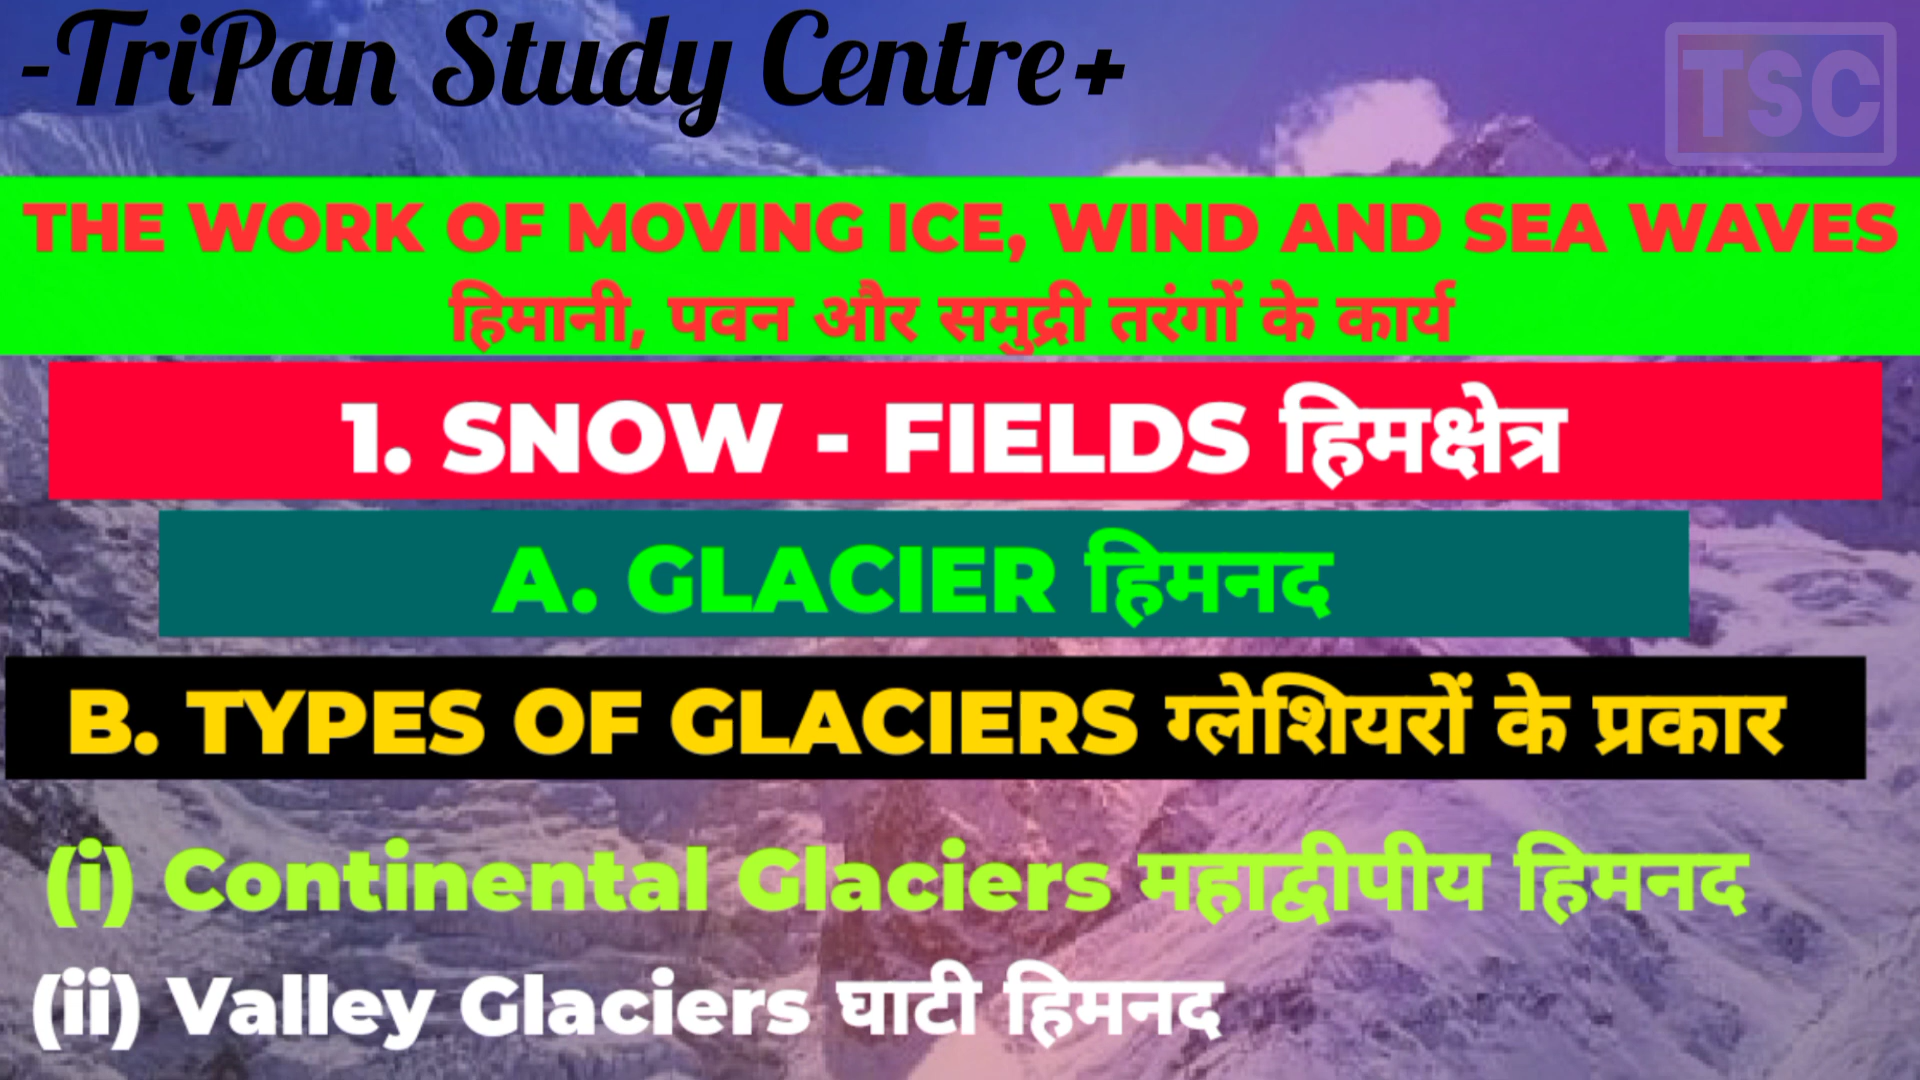 -TriPan Study Centre+
TSC
THE WORK OF MOVING ICE, WIND AND SEA WAVES
हिमानी, पवन और समुद्री तरंगों के कार्य
1. SNOW - FIELDS हिमक्षेत्र
A. GLACIER हिमनद
B. TYPES OF GLACIERS ग्लेशियरों के प्रकार
(i) Continental Glaciers महाद्वीपीय हिमनद
(ii) Valley Glaciers घाटी हिमनद